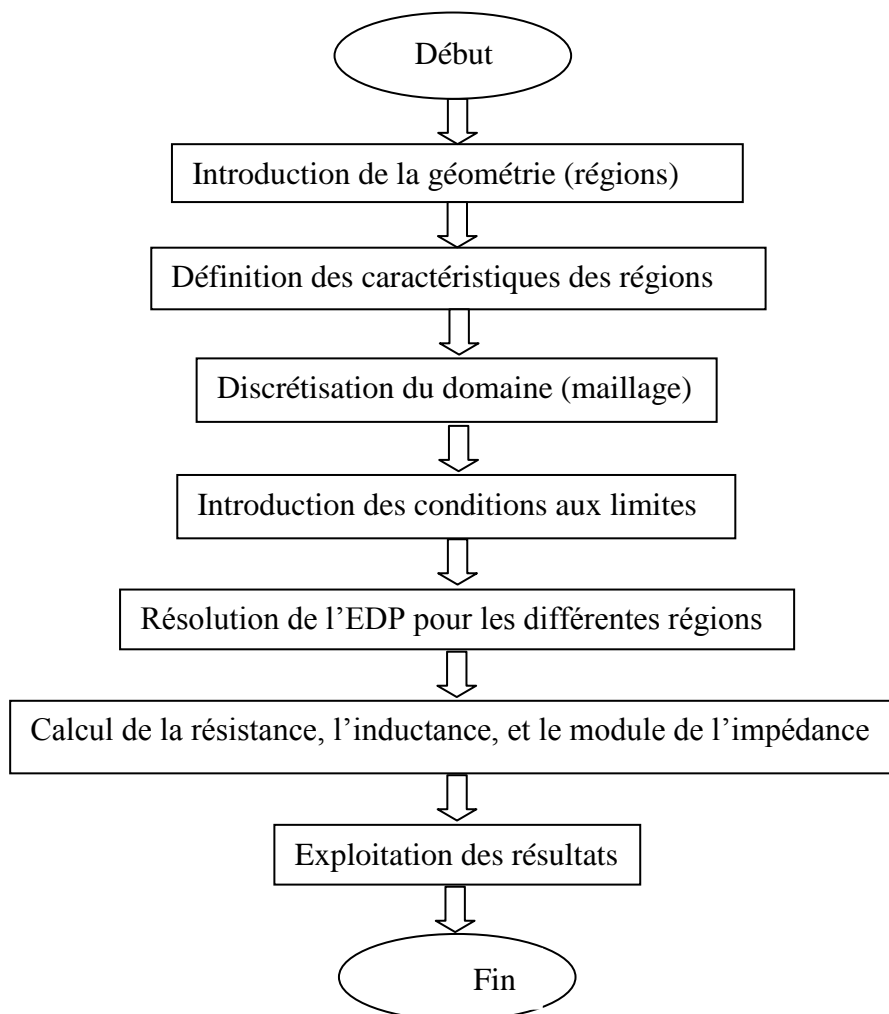 Début
Introduction de la géométrie (régions)
Définition des caractéristiques des régions
Discrétisation du domaine (maillage)
Introduction des conditions aux limites
Résolution de l’EDP pour les différentes régions
Calcul de la résistance, l’inductance, et le module de l’impédance
Exploitation des résultats
Fin